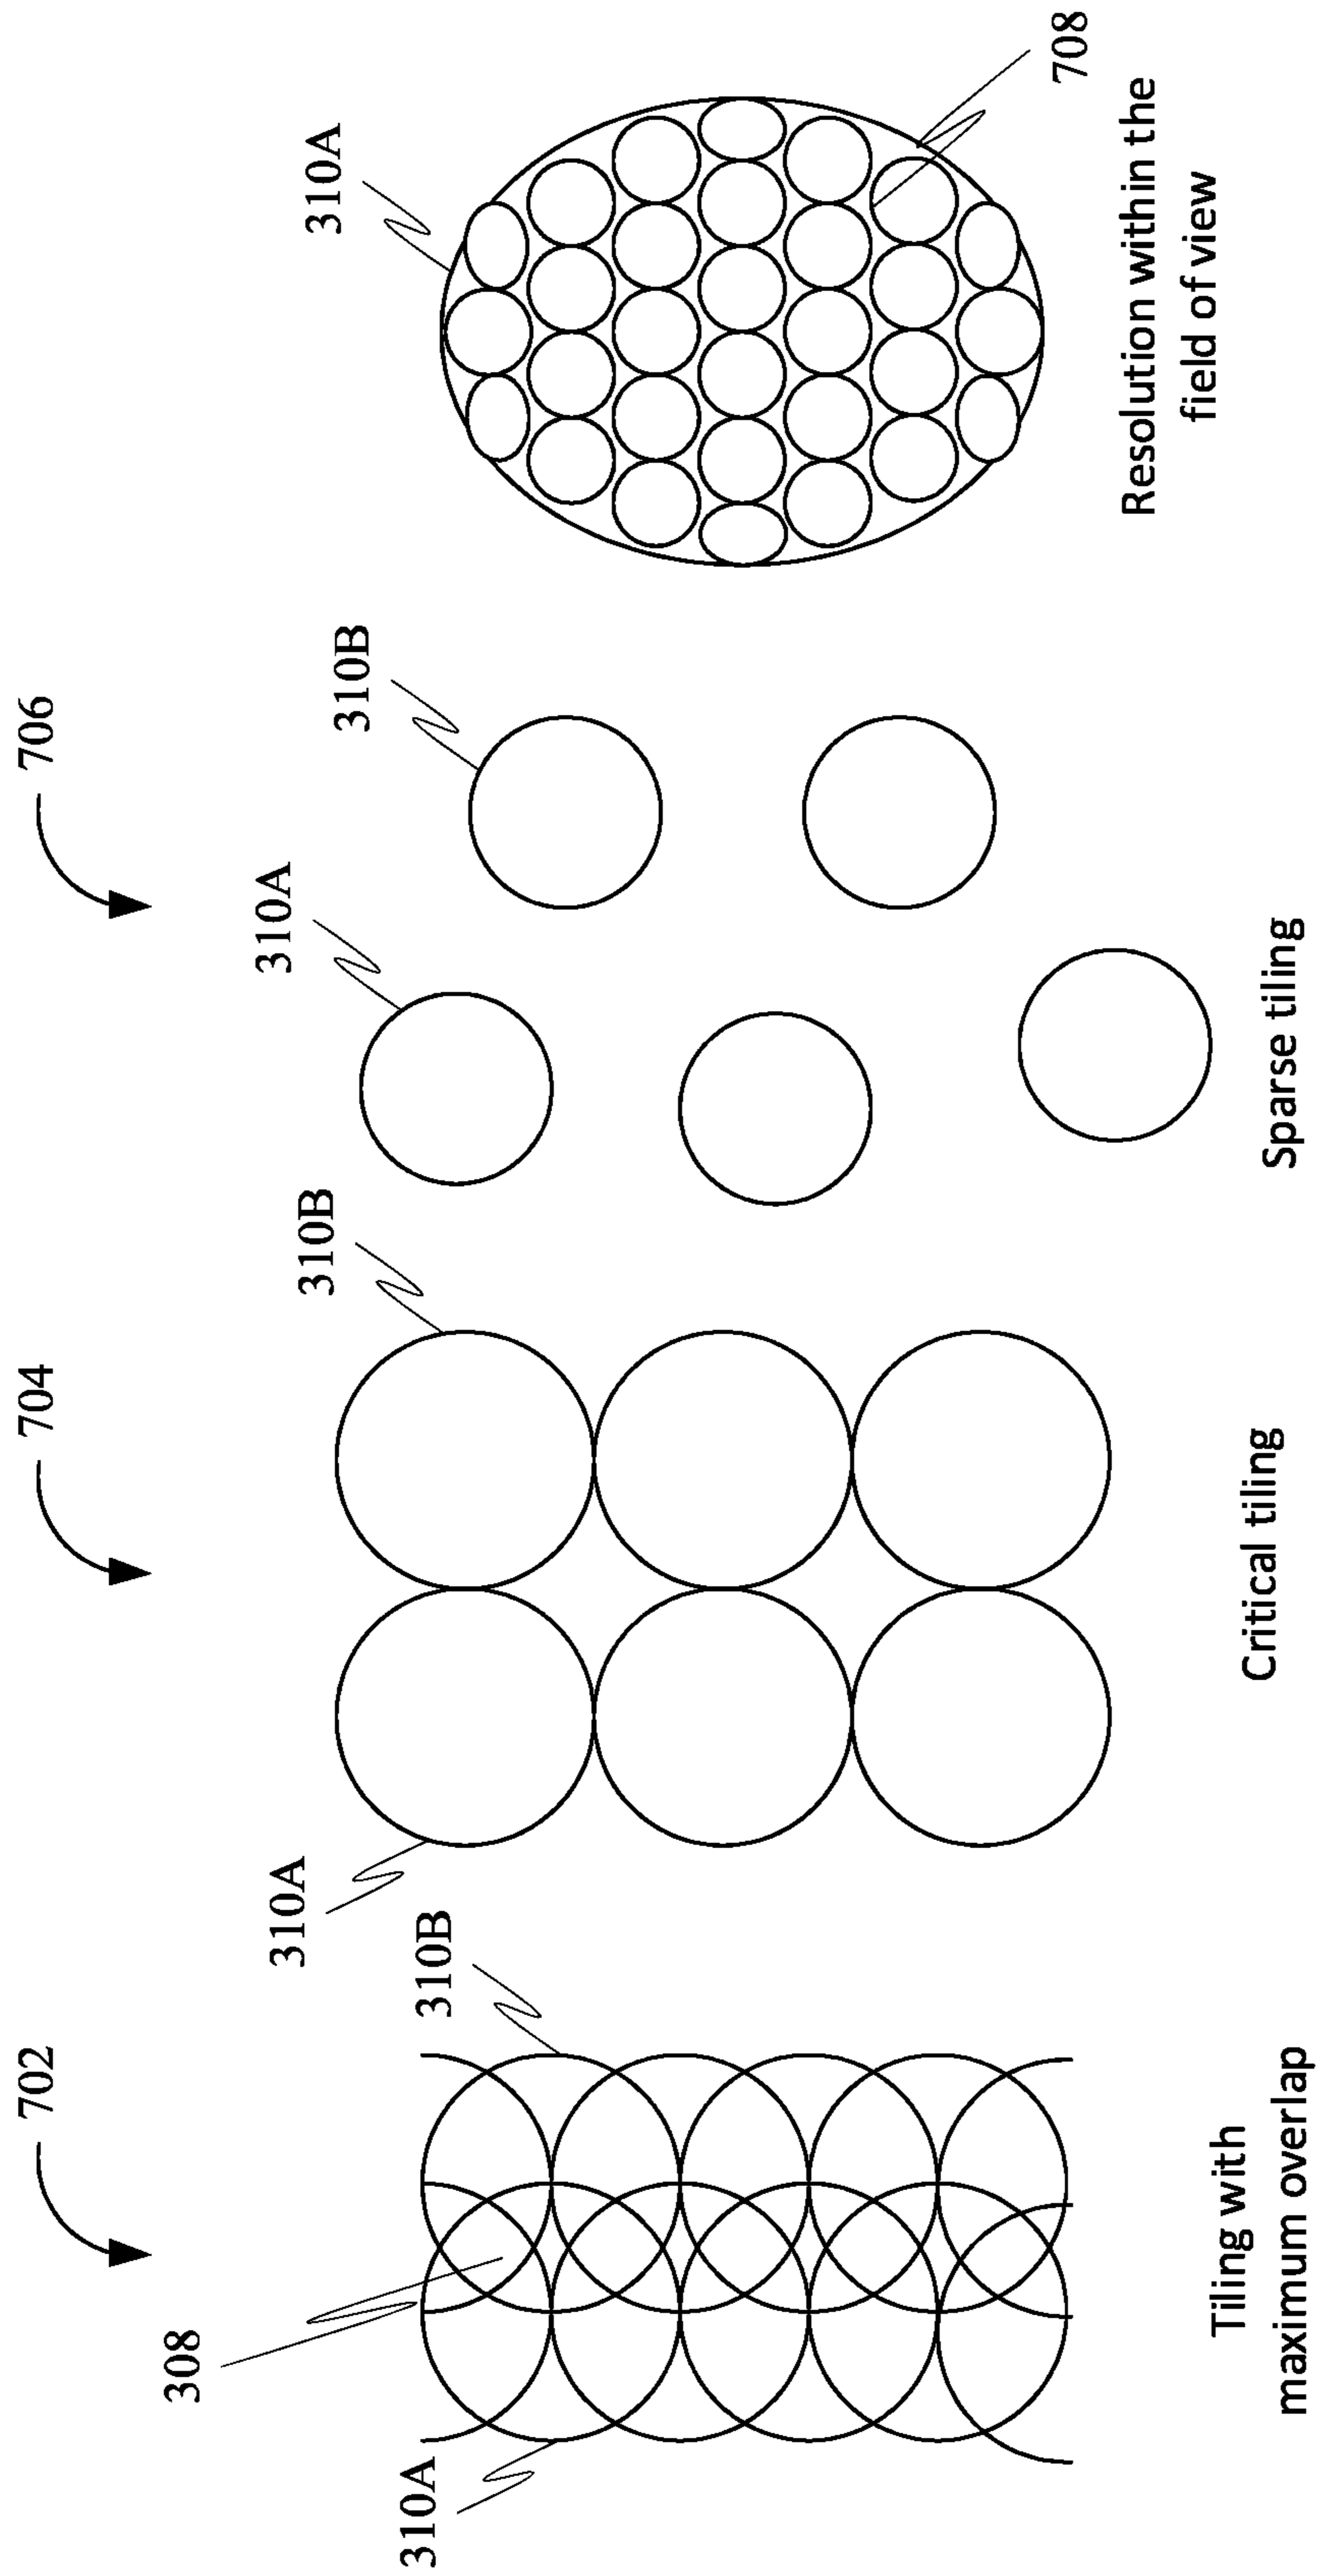 702
704
706
308
310A
310B
310A
310B
310A
310B
310A
708
Tiling with
maximum overlap
Critical tiling
Sparse tiling
Resolution within the
field of view